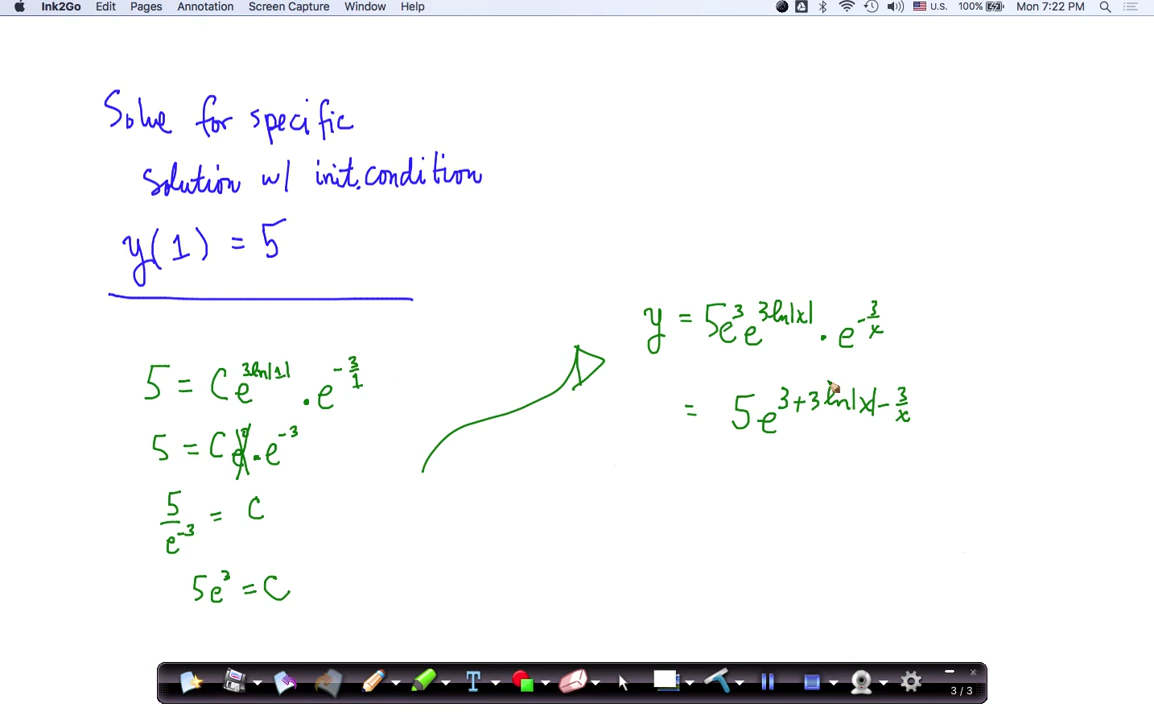 Ink2Go Edit Pages Annotation Screen Capture Window Help U.S. 100% Mon 7:22 PM
Solve for specific
solution w/ init. condition
y(1) = 5
5 = Ce^{3ln|1|} · e^{-3/1}
5 = Ce^0 · e^{-3}
5/e^{-3} = C
5e^3 = C
y = 5e^3 e^{3ln|x|} · e^{-3/x}
= 5e^{3+3ln|x|-3/x}
T
3 / 3